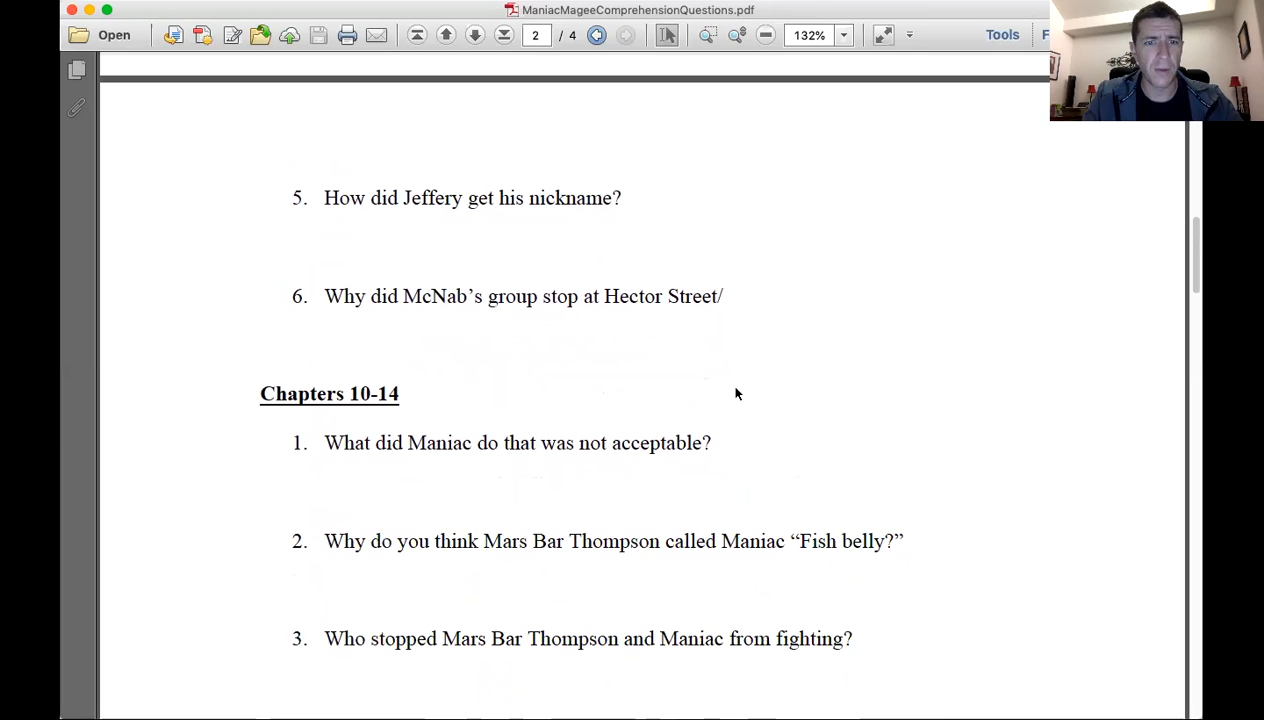 ManiacMageeComprehensionQuestions.pdf
Open
2
/ 4
132%
Tools
F
5. How did Jeffery get his nickname?
6. Why did McNab’s group stop at Hector Street/
Chapters 10-14
1. What did Maniac do that was not acceptable?
2. Why do you think Mars Bar Thompson called Maniac “Fish belly?”
3. Who stopped Mars Bar Thompson and Maniac from fighting?